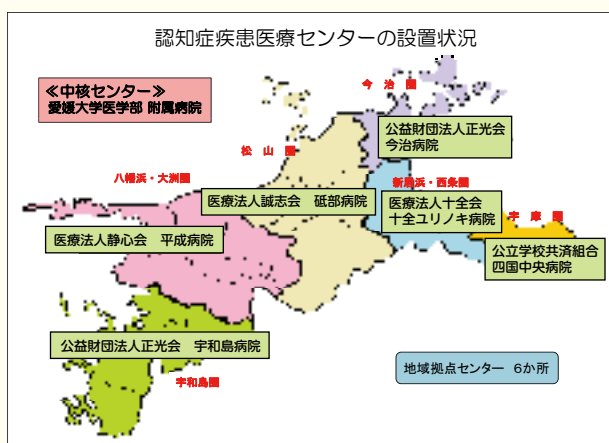 認知症疾患医療センターの設置状況
≪中核センター≫
愛媛大学医学部 附属病院
今 治 圏
公益財団法人正光会
今治病院
松 山 圏
八幡浜・大洲圏
新居浜・西条圏
医療法人誠志会 砥部病院
医療法人十全会
十全ユリノキ病院
宇 摩 圏
医療法人静心会 平成病院
公立学校共済組合
四国中央病院
公益財団法人正光会 宇和島病院
地域拠点センター 6か所
宇和島圏